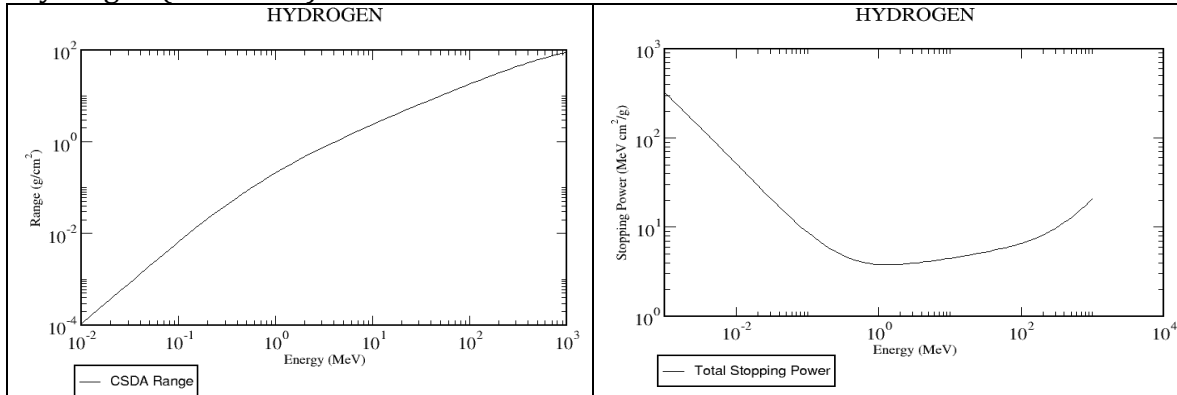 HYDROGEN
10^2
10^0
10^-2
10^-4
Range (g/cm^2)
10^-2
10^-1
10^0
10^1
10^2
10^3
Energy (MeV)
CSDA Range
HYDROGEN
10^3
10^2
10^1
10^0
Stopping Power (MeV cm^2/g)
10^-2
10^0
10^2
10^4
Energy (MeV)
Total Stopping Power